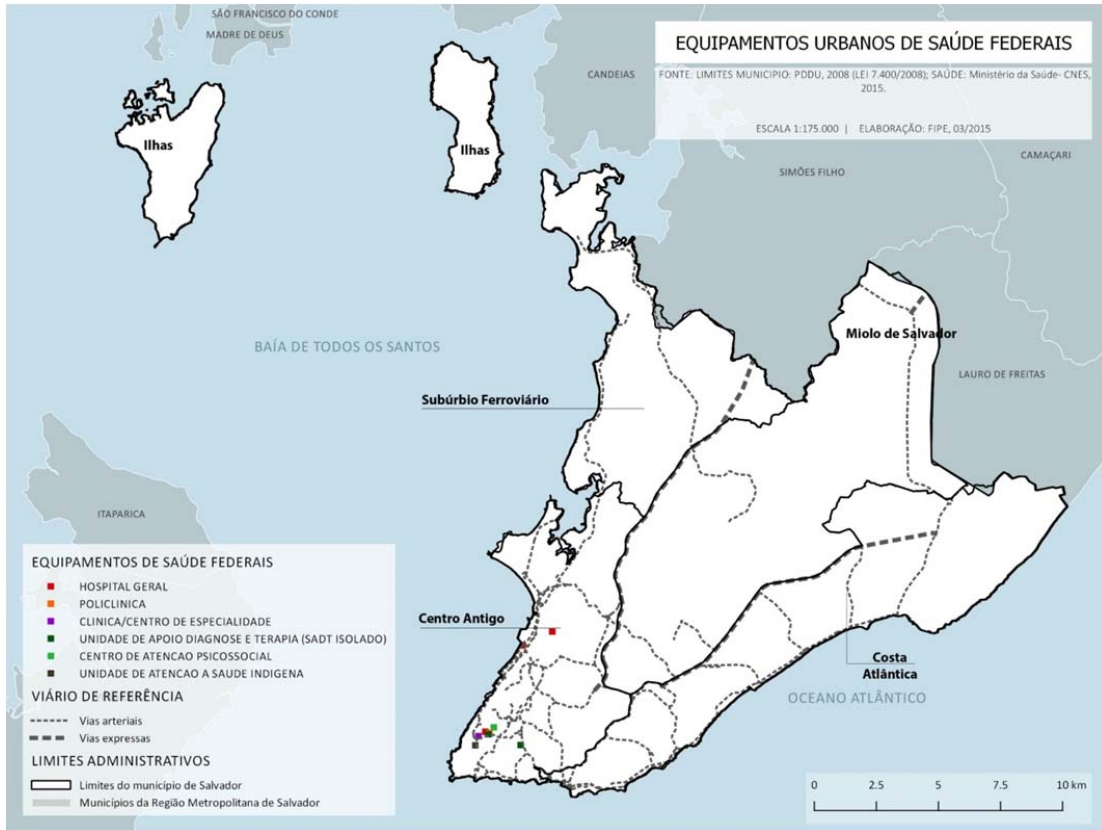 SÃO FRANCISCO DO CONDE
MADRE DE DEUS
EQUIPAMENTOS URBANOS DE SAÚDE FEDERAIS
FONTE: LIMITES MUNICIPIO: PDDU, 2008 (LEI 7.400/2008); SAÚDE: Ministério da Saúde- CNES,
2015.
ESCALA 1:175.000 | ELABORAÇÃO: FIPE, 03/2015
CANDEIAS
Ilhas
Ilhas
CAMAÇARI
SIMÕES FILHO
Miolo de Salvador
BAÍA DE TODOS OS SANTOS
LAURO DE FREITAS
Subúrbio Ferroviário
ITAPARICA
EQUIPAMENTOS DE SAÚDE FEDERAIS
HOSPITAL GERAL
POLICLINICA
CLINICA/CENTRO DE ESPECIALIDADE
UNIDADE DE APOIO DIAGNOSE E TERAPIA (SADT ISOLADO)
CENTRO DE ATENCAO PSICOSSOCIAL
UNIDADE DE ATENCAO A SAUDE INDIGENA
VIÁRIO DE REFERÊNCIA
Vias arteriais
Vias expressas
LIMITES ADMINISTRATIVOS
Limites do município de Salvador
Municípios da Região Metropolitana de Salvador
Centro Antigo
Costa
Atlântica
OCEANO ATLÂNTICO
0 2.5 5 7.5 10 km